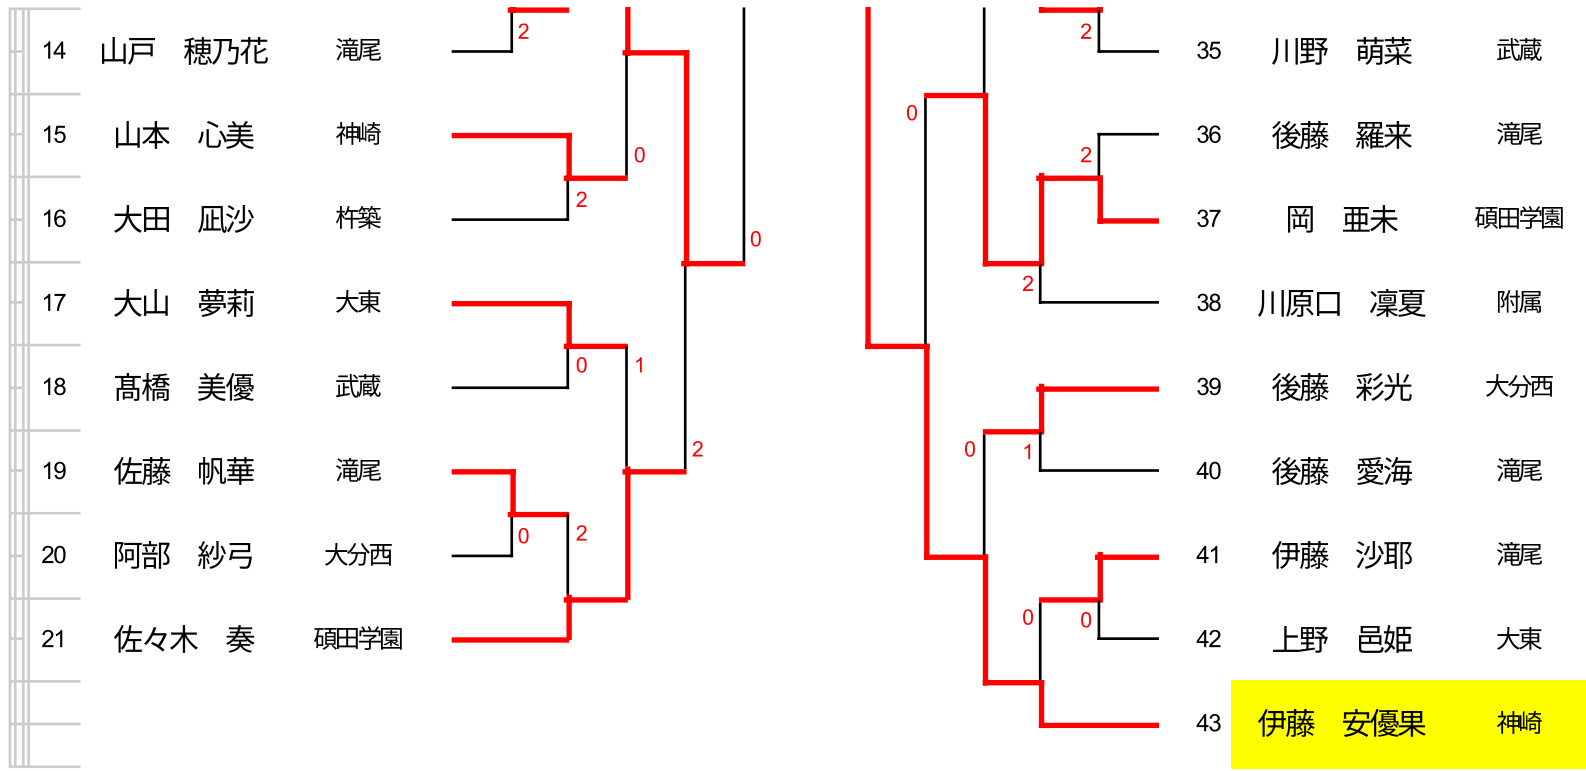 2
14 山戸 穂乃花 滝尾
15 山本 心美 神崎
0
2
16 大田 凪沙 杵築
0
17 大山 夢莉 大東
0 1
18 髙橋 美優 武蔵
2
19 佐藤 帆華 滝尾
0 2
20 阿部 紗弓 大分西
21 佐々木 奏 碩田学園
2
35 川野 萌菜 武蔵
0
2
36 後藤 羅来 滝尾
37 岡 亜未 碩田学園
2
38 川原口 凜夏 附属
39 後藤 彩光 大分西
0 1
40 後藤 愛海 滝尾
41 伊藤 沙耶 滝尾
0 0
42 上野 邑姫 大東
43 伊藤 安優果 神崎